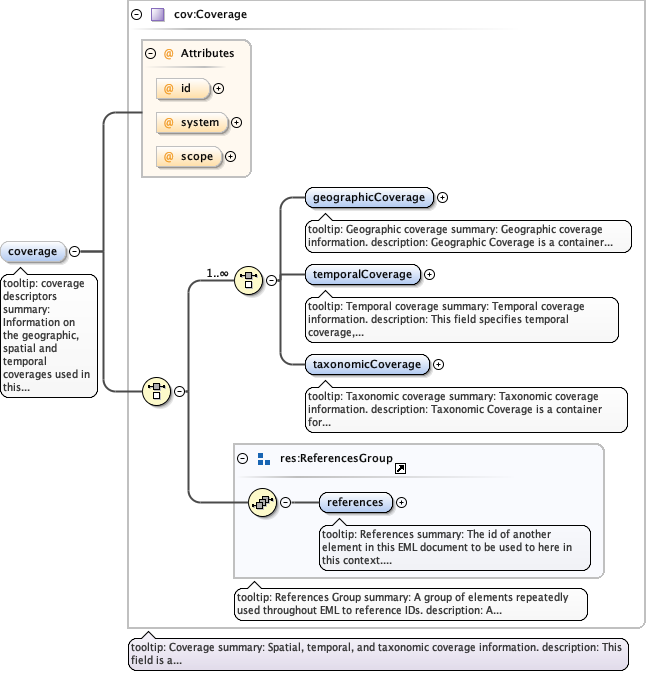 cov:Coverage
@ Attributes
@ id
@ system
@ scope
coverage
tooltip: coverage
descriptors
summary:
Information on
the geographic,
spatial and
temporal
coverages used in
this...
1..∞
geographicCoverage
tooltip: Geographic coverage summary: Geographic coverage
information. description: Geographic Coverage is a container...
temporalCoverage
tooltip: Temporal coverage summary: Temporal coverage
information. description: This field specifies temporal
coverage,...
taxonomicCoverage
tooltip: Taxonomic coverage summary: Taxonomic coverage
information. description: Taxonomic Coverage is a container
for...
res:ReferencesGroup
references
tooltip: References summary: The id of another
element in this EML document to be used to here in
this context....
tooltip: References Group summary: A group of elements repeatedly
used throughout EML to reference IDs. description: A...
tooltip: Coverage summary: Spatial, temporal, and taxonomic coverage information. description: This
field is a...